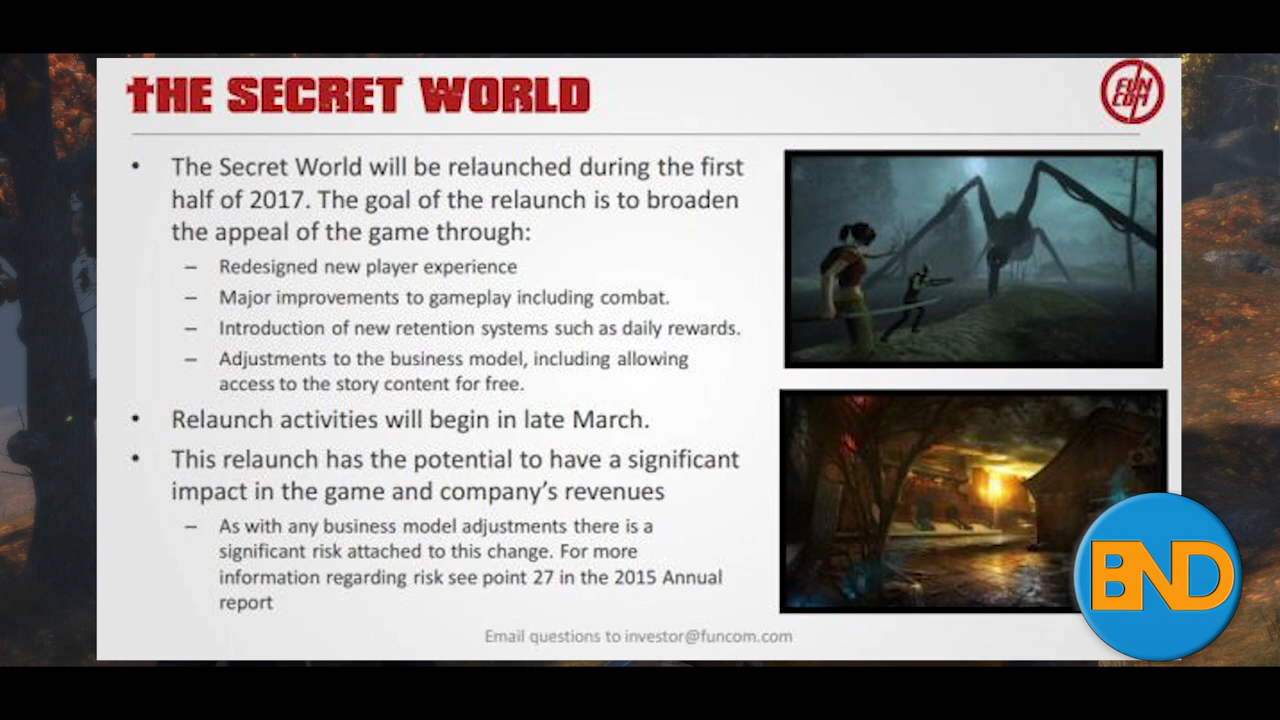 THE SECRET WORLD
FUN
COM
• The Secret World will be relaunched during the first
half of 2017. The goal of the relaunch is to broaden
the appeal of the game through:
– Redesigned new player experience
– Major improvements to gameplay including combat.
– Introduction of new retention systems such as daily rewards.
– Adjustments to the business model, including allowing
access to the story content for free.
• Relaunch activities will begin in late March.
• This relaunch has the potential to have a significant
impact in the game and company's revenues
– As with any business model adjustments there is a
significant risk attached to this change. For more
information regarding risk see point 27 in the 2015 Annual
report
Email questions to investor@funcom.com
BND